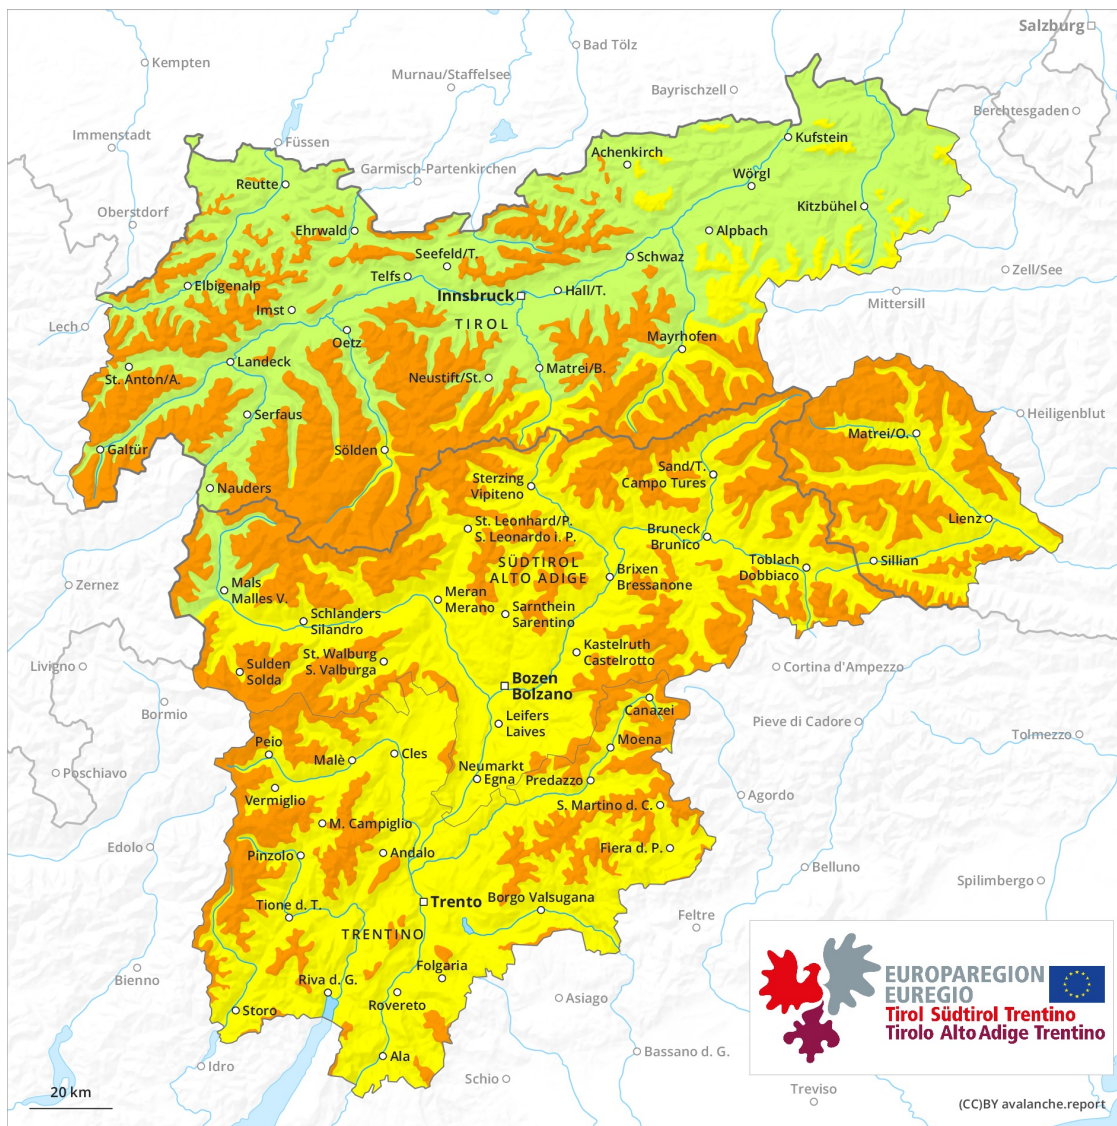 Salzburg
Bad Tölz
Kempten
Murnau/Staffelsee
Bayrischzell
Berchtesgaden
Immenstadt
Füssen
Kufstein
Achenkirch
Garmisch-Partenkirchen
Wörgl
Reutte
Oberstdorf
Kitzbühel
Ehrwald
Alpbach
Seefeld/T.
Schwaz
Telfs
Zell/See
Elbigenalp
Innsbruck
Hall/T.
Mittersill
Imst
TIROL
Lech
Oetz
Mayrhofen
Landeck
Matrei/B.
St. Anton/A.
Neustift/St.
Serfaus
Heiligenblut
Matrei/O.
Galtür
Sölden
Sand/T.
Campo Tures
Sterzing
Vipiteno
Nauders
St. Leonhard/P.
S. Leonardo i. P.
Lienz
Bruneck
Brunico
SÜDTIROL
ALTO ADIGE
Toblach
Dobbiaco
Sillian
Brixen
Bressanone
Zernez
Mals
Malles V.
Meran
Merano
Sarnthein
Sarentino
Schlanders
Silandro
Kastelruth
Castelrotto
St. Walburg
S. Valburga
Livigno
Sulden
Solda
Cortina d'Ampezzo
Bozen
Bolzano
Bormio
Canazei
Leifers
Laives
Pieve di Cadore
Tolmezzo
Peio
Moena
Cles
Malè
Neumarkt
Egna
Predazzo
Poschiavo
Vermiglio
Agordo
S. Martino d. C.
M. Campiglio
Edolo
Pinzolo
Andalo
Fiera d. P.
Belluno
Spilimbergo
Borgo Valsugana
Trento
Tione d. T.
Feltre
TRENTINO
Folgaria
Bienno
Riva d. G.
Asiago
Storo
Rovereto
EUROPAREGION
EUREGIO
Tirol Südtirol Trentino
Tirolo Alto Adige Trentino
Ala
Bassano d. G.
Idro
Schio
Treviso
20 km
(CC)BY avalanche.report